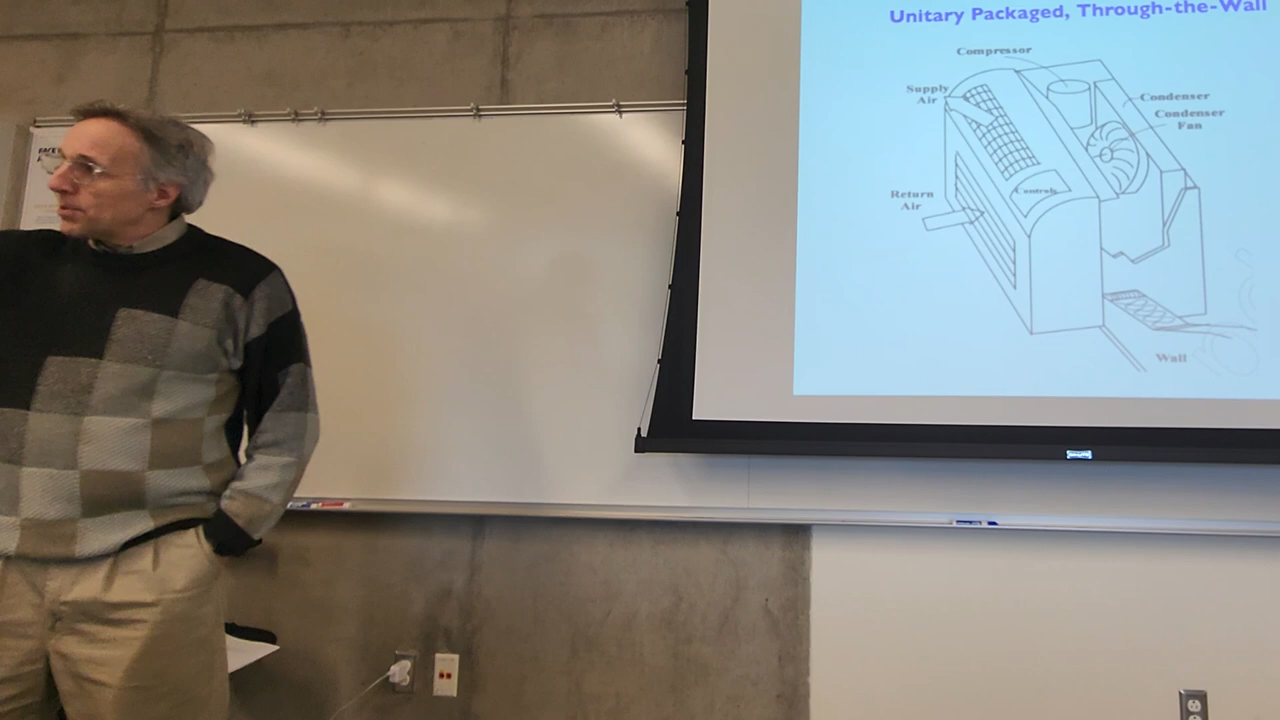 Unitary Packaged, Through-the-Wall
Compressor
Supply
Air
Condenser
Condenser
Fan
Controls
Return
Air
Wall